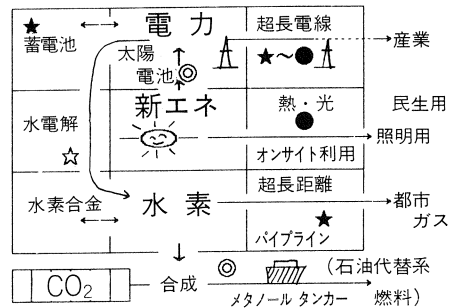 ★ 電力 超長電線
蓄電池 太陽 ★～● 産業
電池◎
新エネ 熱・光 民生用
水電解 ● 照明用
☆ オンサイト利用
水素 超長距離
水素合金 都市
ガス
★
パイプライン
CO₂ 合成 ◎ (石油代替系
メタノールタンカー 燃料)